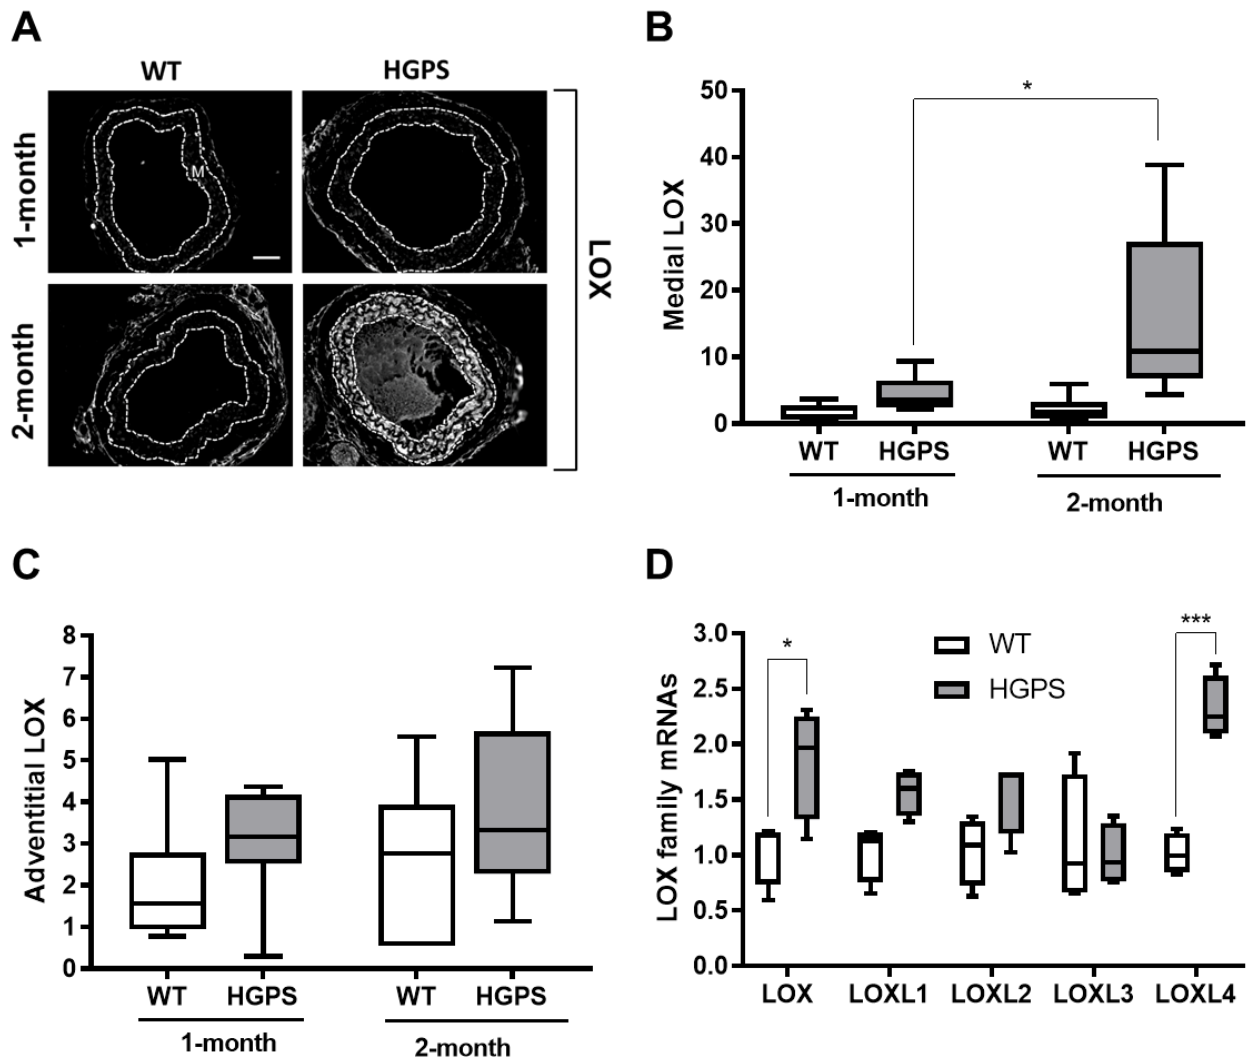 A
WT HGPS
1-month
M
2-month
LOX
B
Medial LOX
50
40
30
20
10
0
*
WT HGPS WT HGPS
1-month 2-month
C
Adventitial LOX
8
7
6
5
4
3
2
1
0
WT HGPS WT HGPS
1-month 2-month
D
LOX family mRNAs
3.0
2.5
2.0
1.5
1.0
0.5
0.0
*
WT
HGPS
***
LOX LOXL1 LOXL2 LOXL3 LOXL4